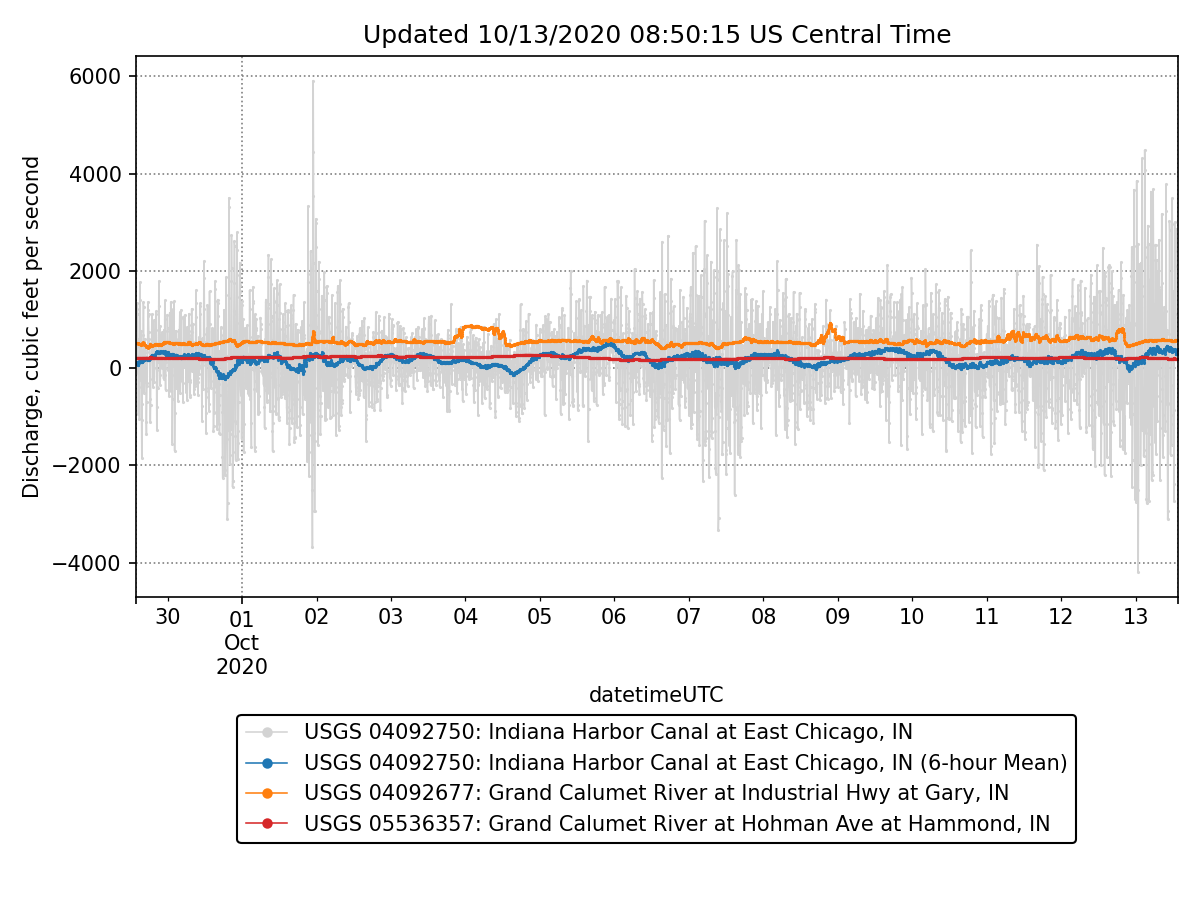 Updated 10/13/2020 08:50:15 US Central Time
Discharge, cubic feet per second
6000
4000
2000
0
−2000
−4000
30 01 02 03 04 05 06 07 08 09 10 11 12 13
Oct
2020
datetimeUTC
USGS 04092750: Indiana Harbor Canal at East Chicago, IN
USGS 04092750: Indiana Harbor Canal at East Chicago, IN (6-hour Mean)
USGS 04092677: Grand Calumet River at Industrial Hwy at Gary, IN
USGS 05536357: Grand Calumet River at Hohman Ave at Hammond, IN